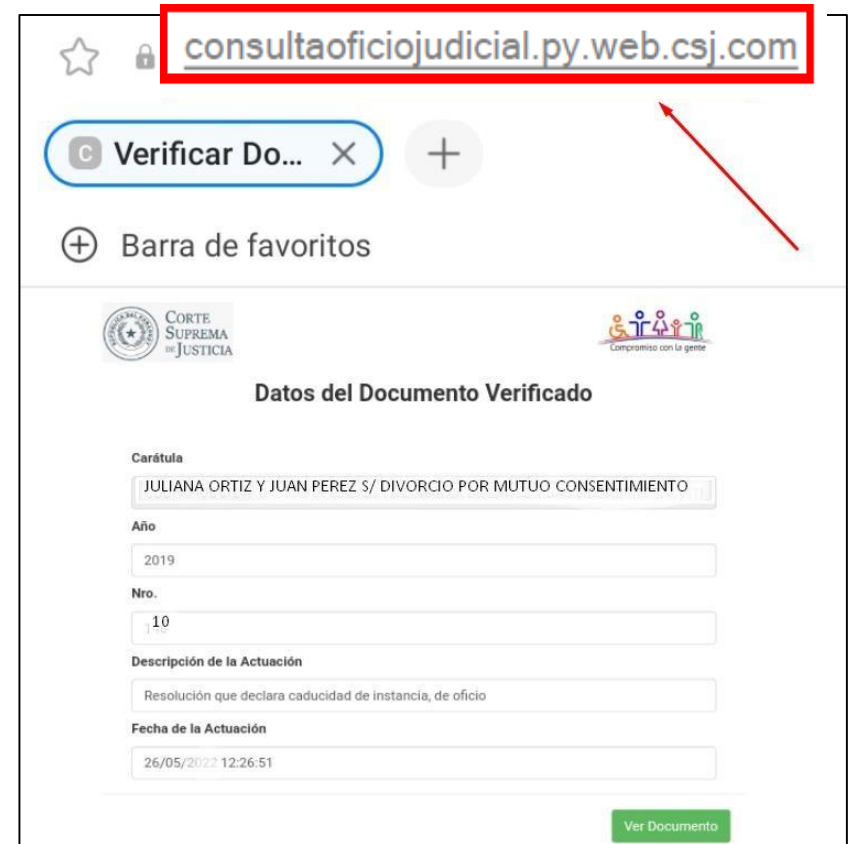 consultaoficiojudicial.py.web.csj.com
C Verificar Do...
Barra de favoritos
CORTE
SUPREMA
DE JUSTICIA
Compromiso con la gente
Datos del Documento Verificado
Carátula
JULIANA ORTIZ Y JUAN PEREZ S/ DIVORCIO POR MUTUO CONSENTIMIENTO
Año
2019
Nro.
10
Descripción de la Actuación
Resolución que declara caducidad de instancia, de oficio
Fecha de la Actuación
26/05/2022 12:26:51
Ver Documento